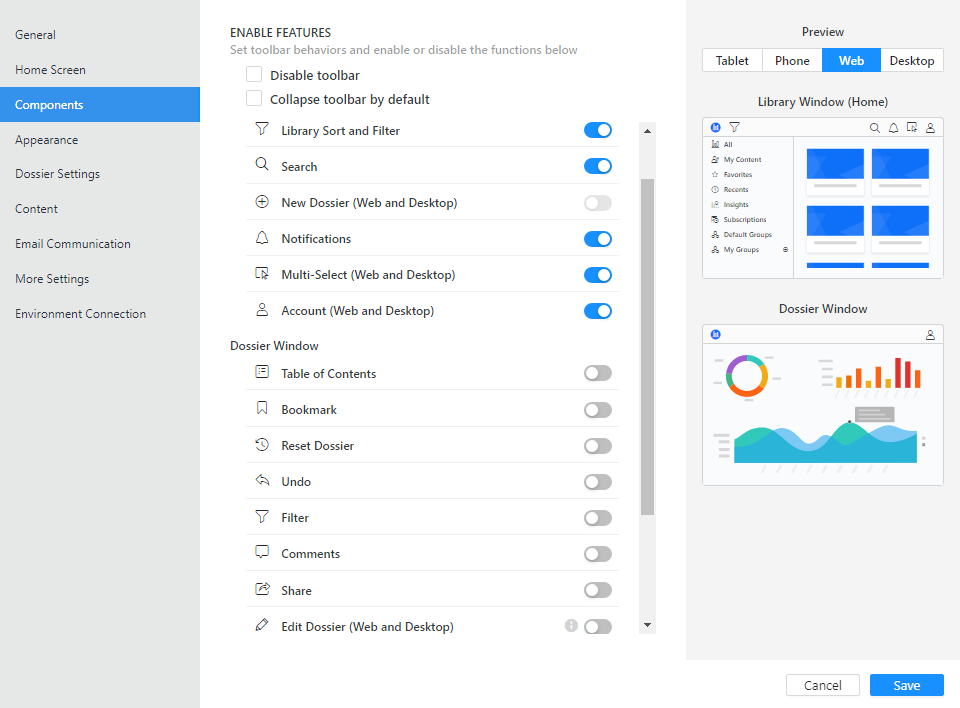 General
Home Screen
Components
Appearance
Dossier Settings
Content
Email Communication
More Settings
Environment Connection
ENABLE FEATURES
Set toolbar behaviors and enable or disable the functions below
Disable toolbar
Collapse toolbar by default
Library Sort and Filter
Search
New Dossier (Web and Desktop)
Notifications
Multi-Select (Web and Desktop)
Account (Web and Desktop)
Dossier Window
Table of Contents
Bookmark
Reset Dossier
Undo
Filter
Comments
Share
Edit Dossier (Web and Desktop)
Preview
Tablet Phone Web Desktop
Library Window (Home)
All
My Content
Favorites
Recents
Insights
Subscriptions
Default Groups
My Groups
Dossier Window
Cancel Save